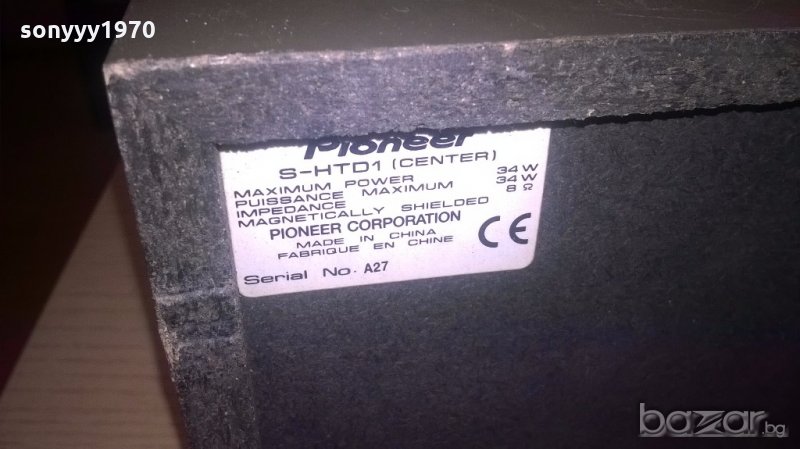 sonyyy1970
Pioneer
S-HTD1 (CENTER)
MAXIMUM POWER 34 W
PUISSANCE MAXIMUM 34 W
IMPEDANCE 8 Ω
MAGNETICALLY SHIELDED
PIONEER CORPORATION
MADE IN CHINA
FABRIQUE EN CHINE
CE
Serial No. A27
bazar.bg